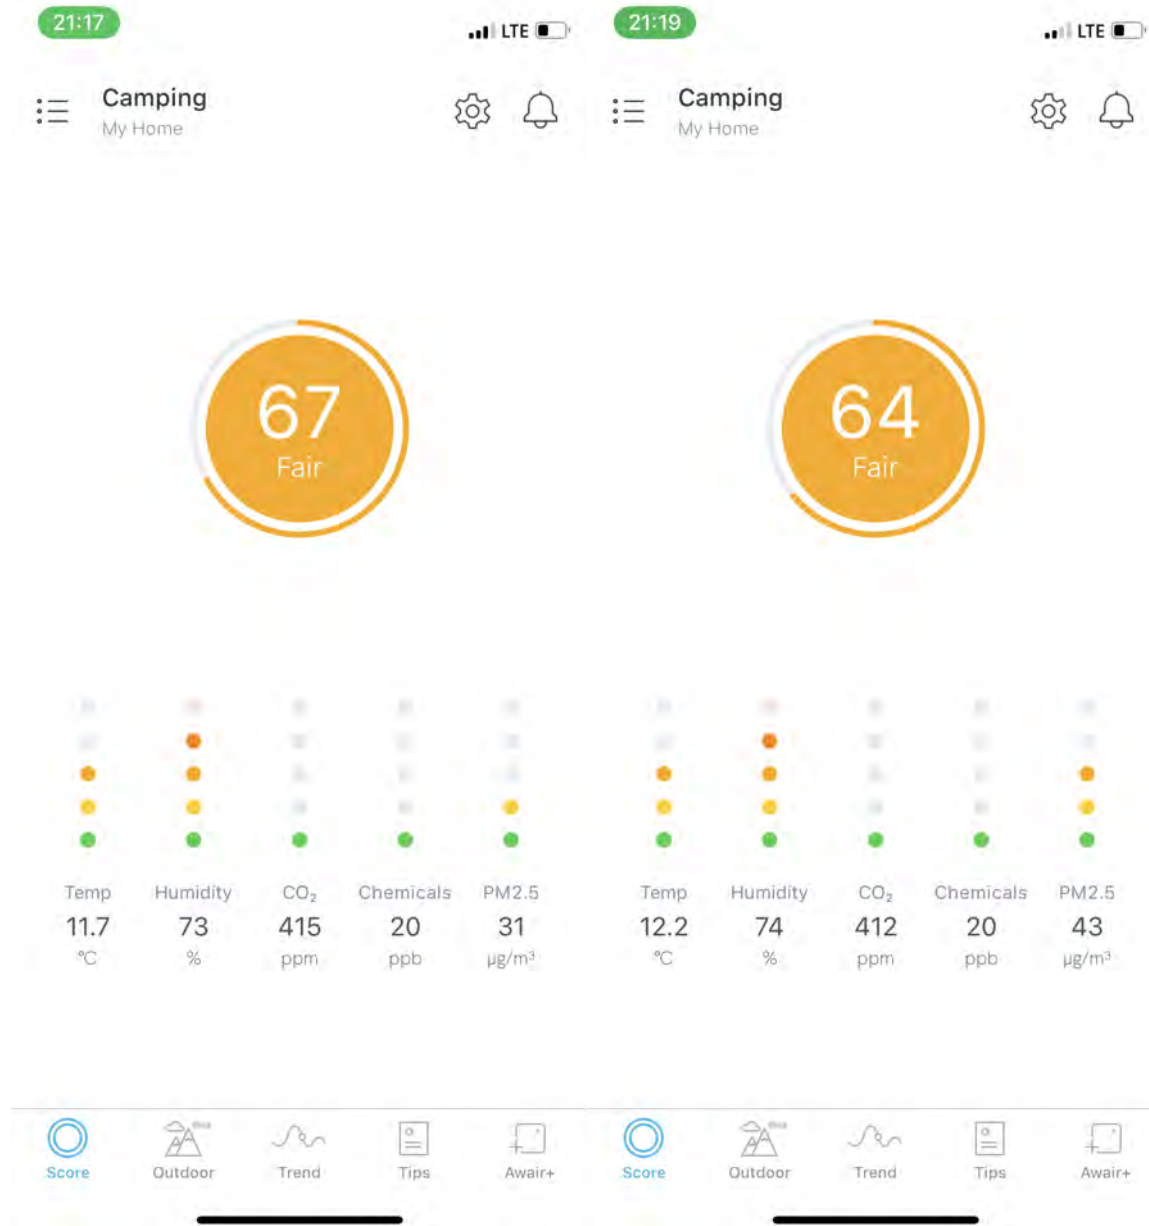 21:17
LTE
Camping
My Home
67
Fair
Temp Humidity CO₂ Chemicals PM2.5
11.7 73 415 20 31
°C % ppm ppb µg/m³
Score Outdoor Trend Tips Awair+
21:19
LTE
Camping
My Home
64
Fair
Temp Humidity CO₂ Chemicals PM2.5
12.2 74 412 20 43
°C % ppm ppb µg/m³
Score Outdoor Trend Tips Awair+